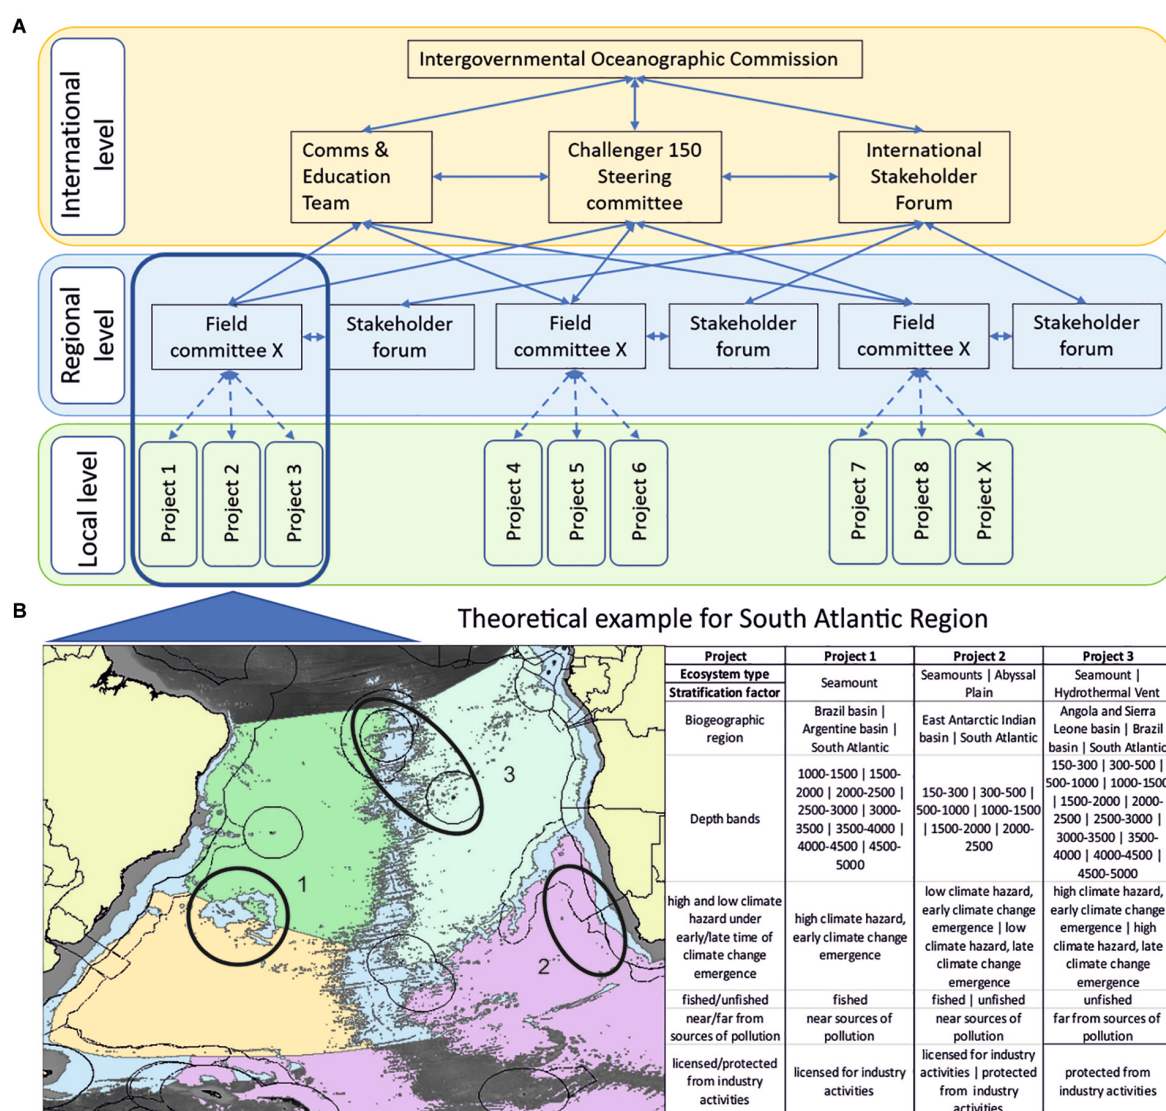 A
International level
Intergovernmental Oceanographic Commission
Comms &
Education
Team
Challenger 150
Steering
committee
International
Stakeholder
Forum
Regional level
Field
committee X
Stakeholder
forum
Field
committee X
Stakeholder
forum
Field
committee X
Stakeholder
forum
Local level
Project 1
Project 2
Project 3
Project 4
Project 5
Project 6
Project 7
Project 8
Project X
B
Theoretical example for South Atlantic Region
1
2
3
Project
Project 1
Project 2
Project 3
Ecosystem type
Stratification factor
Seamount
Seamounts | Abyssal
Plain
Seamount |
Hydrothermal Vent
Biogeographic
region
Brazil basin |
Argentine basin |
South Atlantic
East Antarctic Indian
basin | South Atlantic
Angola and Sierra
Leone basin | Brazil
basin | South Atlantic
Depth bands
1000-1500 | 1500-
2000 | 2000-2500 |
2500-3000 | 3000-
3500 | 3500-4000 |
4000-4500 | 4500-
5000
150-300 | 300-500 |
500-1000 | 1000-1500
| 1500-2000 | 2000-
2500
150-300 | 300-500 |
500-1000 | 1000-1500
| 1500-2000 | 2000-
2500 | 2500-3000 |
3000-3500 | 3500-
4000 | 4000-4500 |
4500-5000
high and low climate
hazard under
early/late time of
climate change
emergence
high climate hazard,
early climate change
emergence
low climate hazard,
early climate change
emergence | low
climate hazard, late
climate change
emergence
high climate hazard,
early climate change
emergence | high
climate hazard, late
climate change
emergence
fished/unfished
fished
fished | unfished
unfished
near/far from
sources of pollution
near sources of
pollution
near sources of
pollution
far from sources of
pollution
licensed/protected
from industry
activities
licensed for industry
activities
licensed for industry
activities | protected
from industry
activities
protected from
industry activities